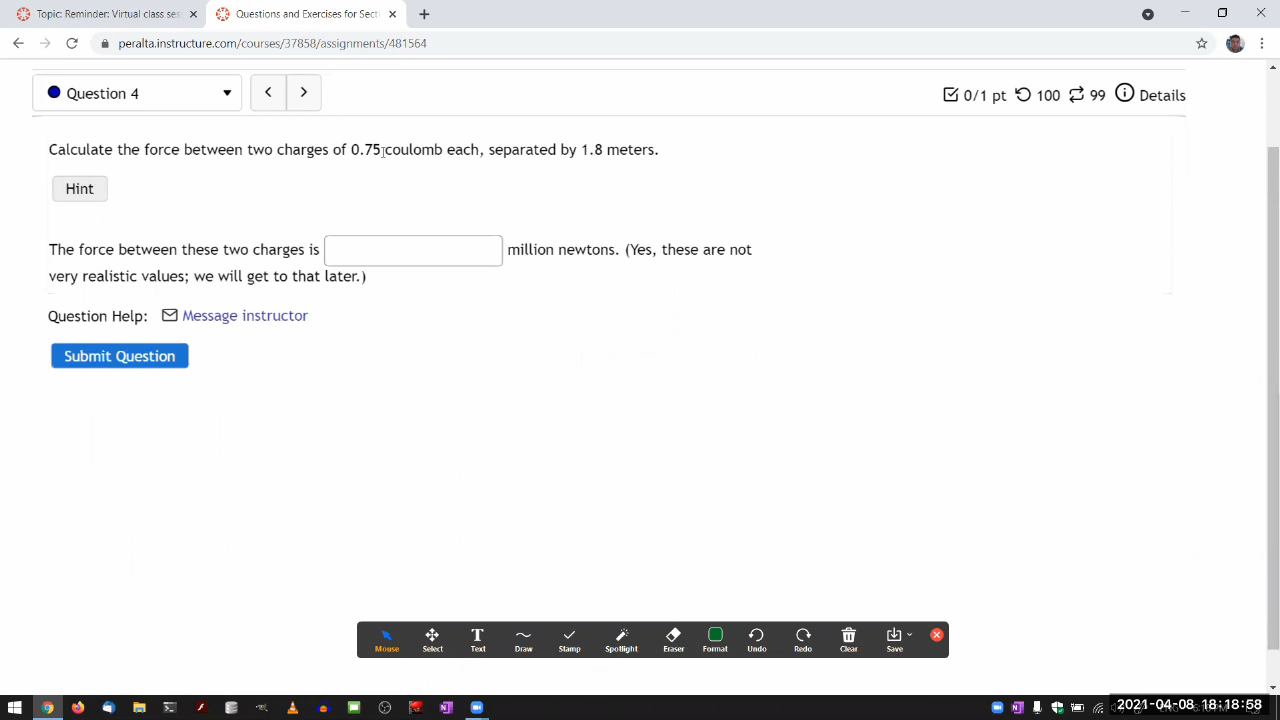 Topic: Reminder: Virtual class ses
Questions and Exercises for Secti
peralta.instructure.com/courses/37858/assignments/481564
Question 4
0/1 pt 100 99 Details
Calculate the force between two charges of 0.75 coulomb each, separated by 1.8 meters.
Hint
The force between these two charges is million newtons. (Yes, these are not
very realistic values; we will get to that later.)
Question Help: Message instructor
Submit Question
Mouse Select Text Draw Stamp Spotlight Eraser Format Undo Redo Clear Save
2021-04-08 18:18:58